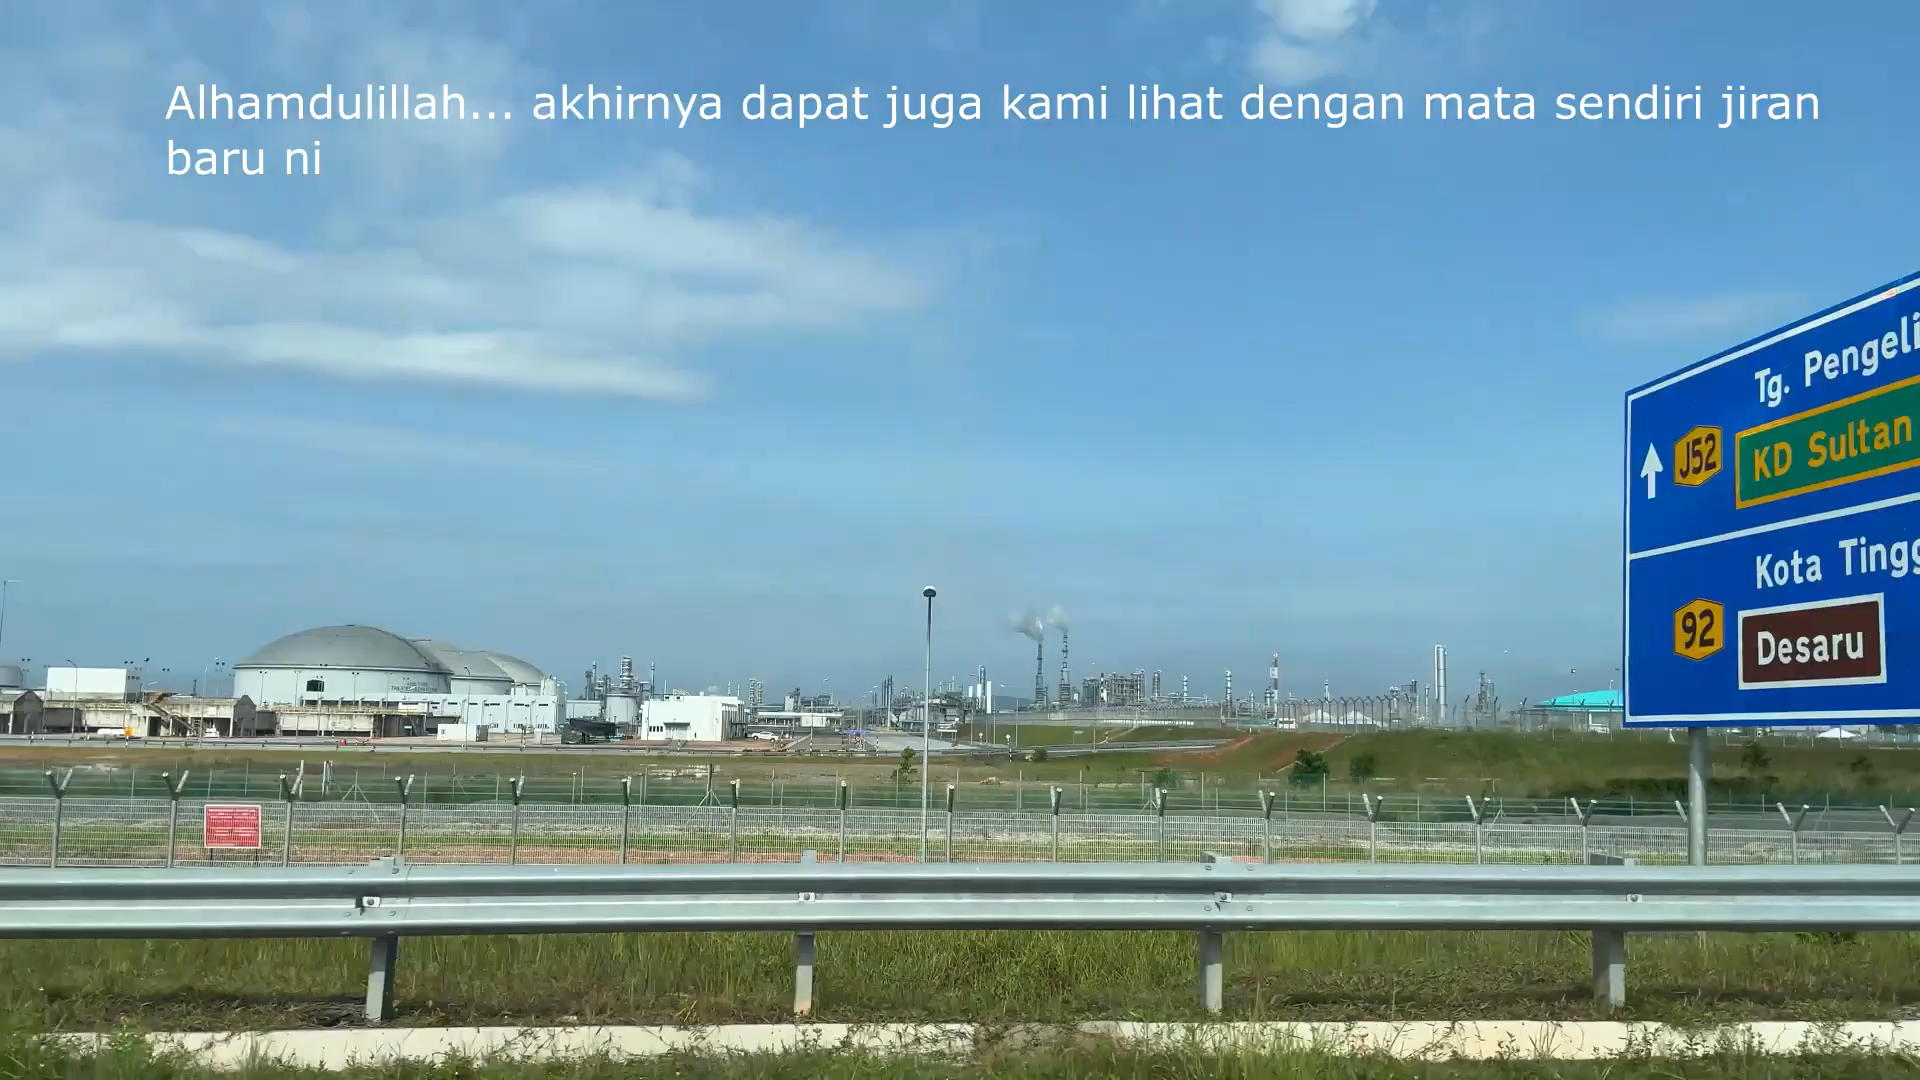 Alhamdulillah... akhirnya dapat juga kami lihat dengan mata sendiri jiran
baru ni
Tg. Pengeli
J52
KD Sultan
Kota Tingg
92
Desaru